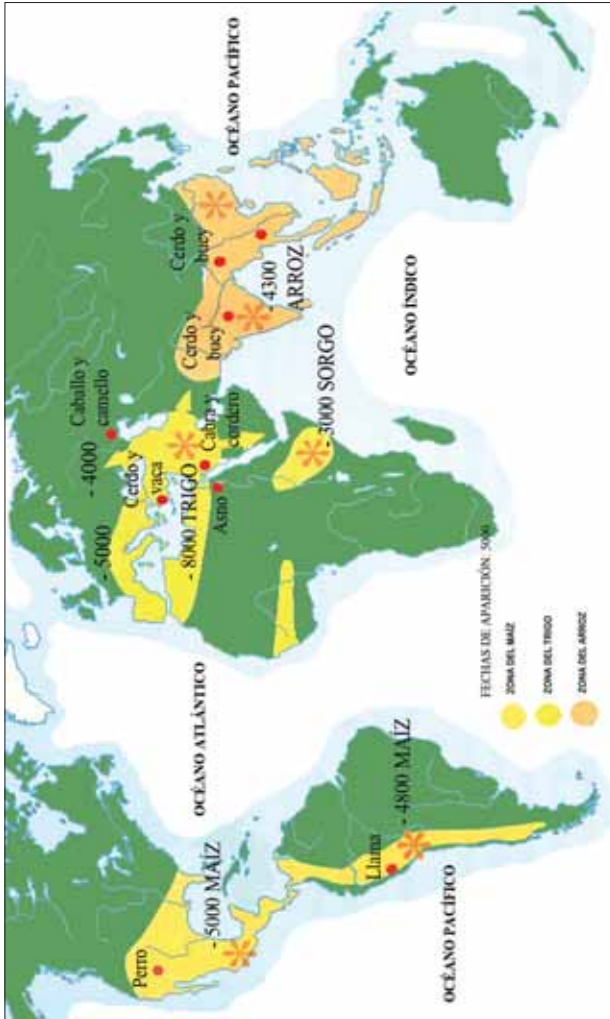 OCÉANO PACÍFICO
Caballo y
camello
- 4000
- 5000
Cerdo y
vaca
- 8000 TRIGO
Cabra y
cordero
Asno
Cerdo y
buey
Cerdo y
buey
- 4300
ARROZ
- 3000 SORGO
OCÉANO ÍNDICO
OCÉANO ATLÁNTICO
Perro
- 5000 MAÍZ
Llama
- 4800 MAÍZ
OCÉANO PACÍFICO
FECHAS DE APARICIÓN: 5000
ZONA DEL MAÍZ
ZONA DEL TRIGO
ZONA DEL ARROZ